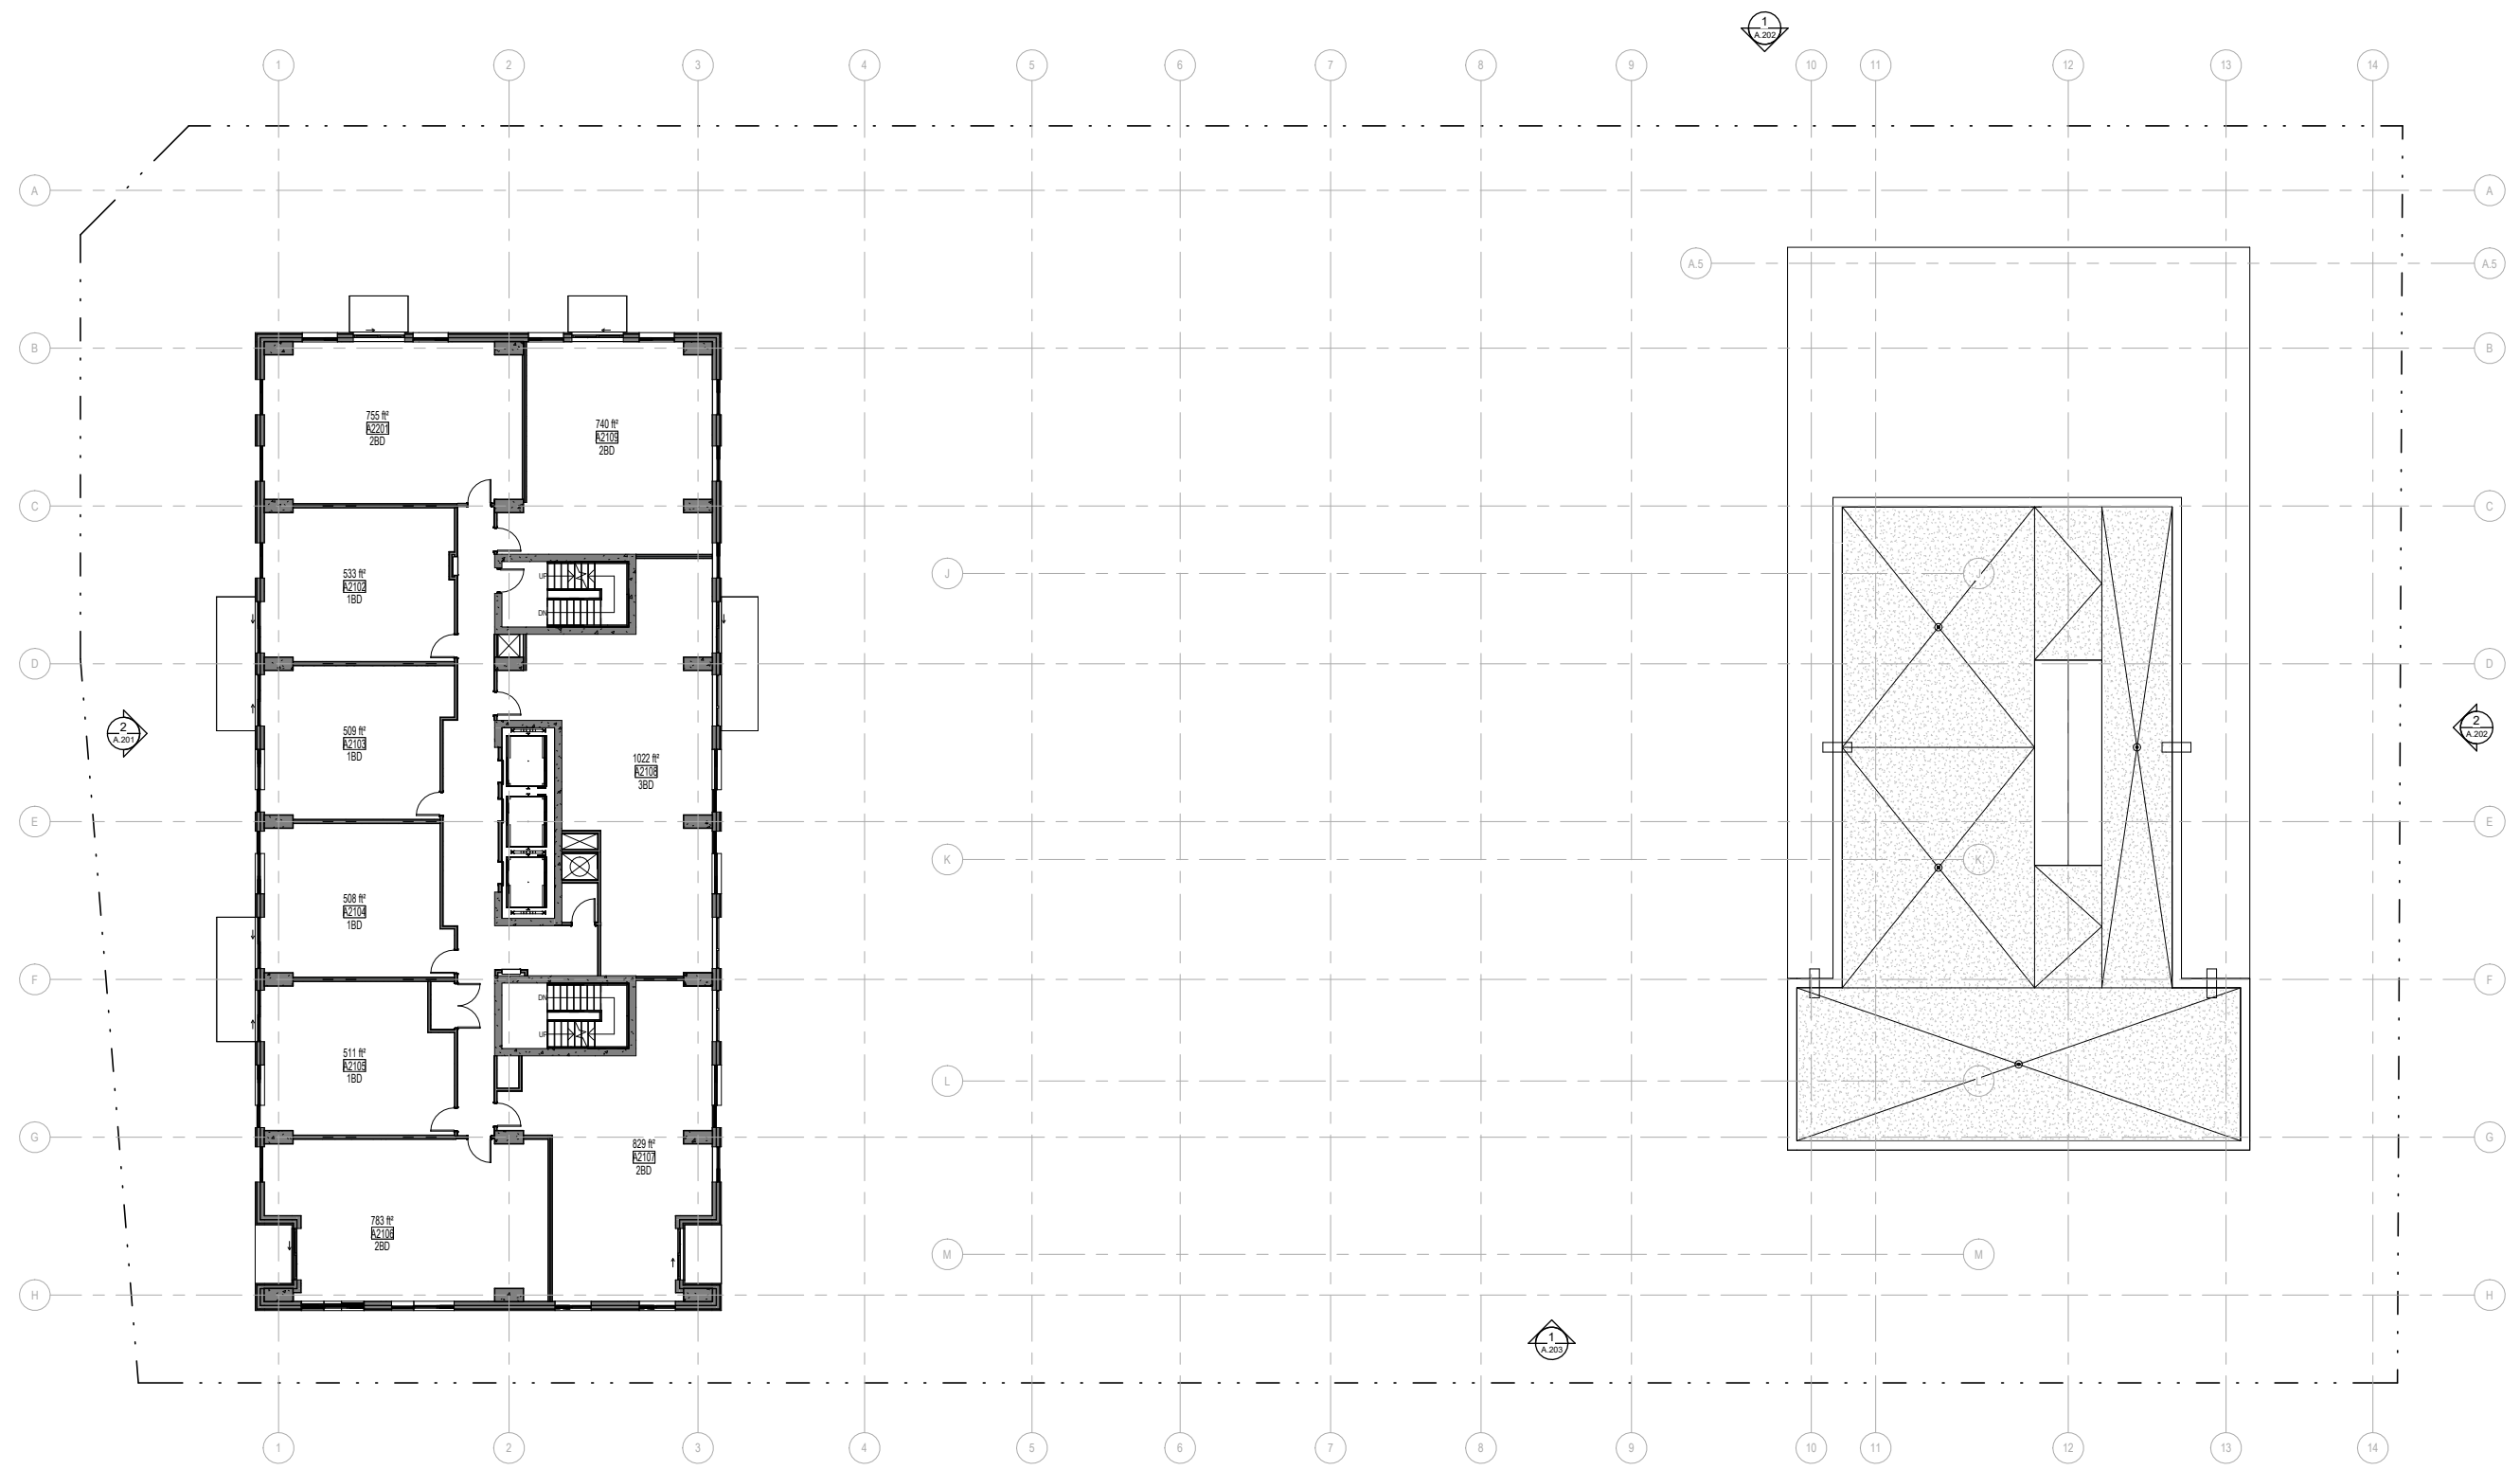 1
A.202
1 2 3 4 5 6 7 8 9 10 11 12 13 14
A A
A.5 A.5
B B
755 ft²
A2201
2BD
740 ft²
A2109
2BD
C C
533 ft²
A2102
1BD
UP
DN
J J
D D
2
A.201
509 ft²
A2103
1BD
1022 ft²
A2108
3BD
2
A.202
E E
K K
508 ft²
A2104
1BD
F F
DN
UP
511 ft²
A2105
1BD
L L
G G
829 ft²
A2107
2BD
783 ft²
A2106
2BD
M M
H H
1
A.203
1 2 3 4 5 6 7 8 9 10 11 12 13 14